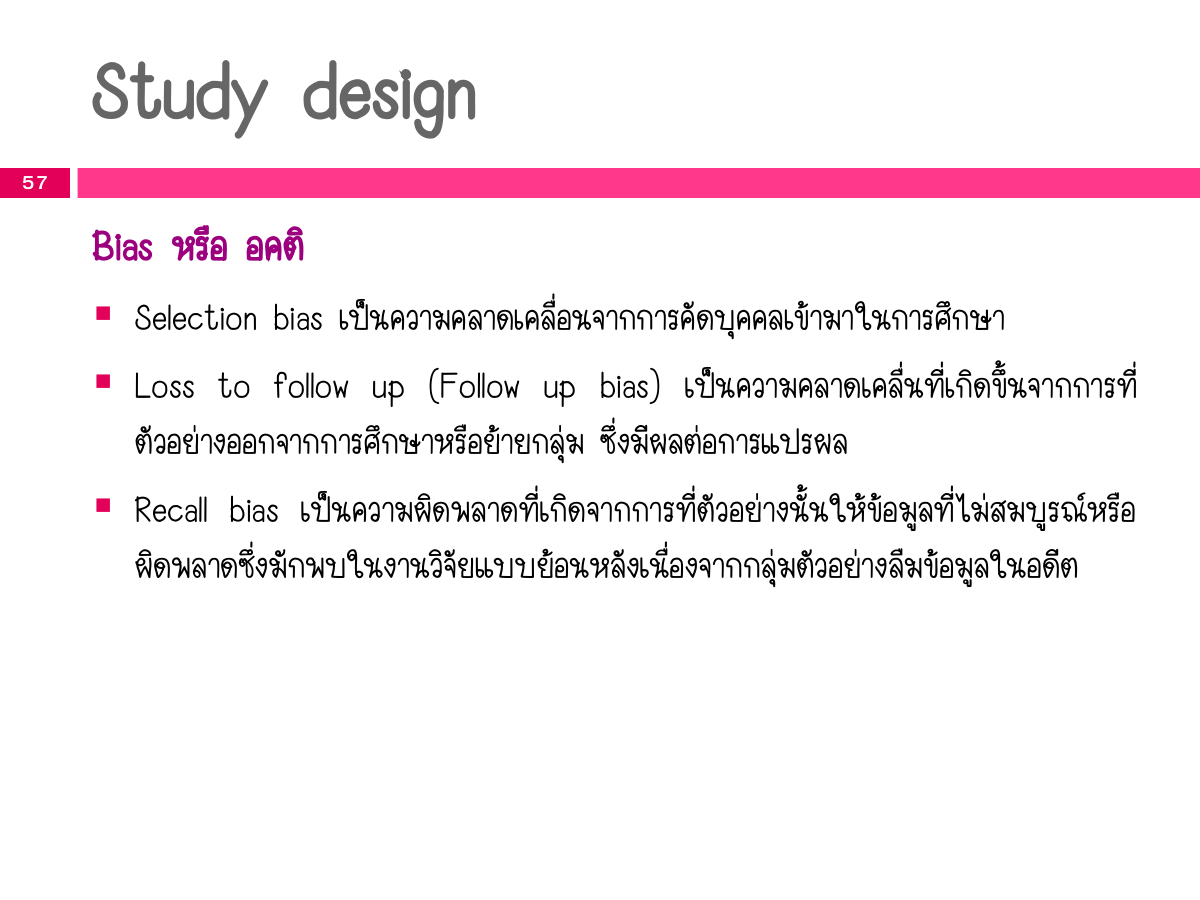 Study design
57
Bias หรือ อคติ
▪ Selection bias เป็นความคลาดเคลื่อนจากการคัดบุคคลเข้ามาในการศึกษา
▪ Loss to follow up (Follow up bias) เป็นความคลาดเคลื่นที่เกิดขึ้นจากการที่
ตัวอย่างออกจากการศึกษาหรือย้ายกลุ่ม ซึ่งมีผลต่อการแปรผล
▪ Recall bias เป็นความผิดพลาดที่เกิดจากการที่ตัวอย่างนั้นให้ข้อมูลที่ไม่สมบูรณ์หรือ
ผิดพลาดซึ่งมักพบในงานวิจัยแบบย้อนหลังเนื่องจากกลุ่มตัวอย่างลืมข้อมูลในอดีต